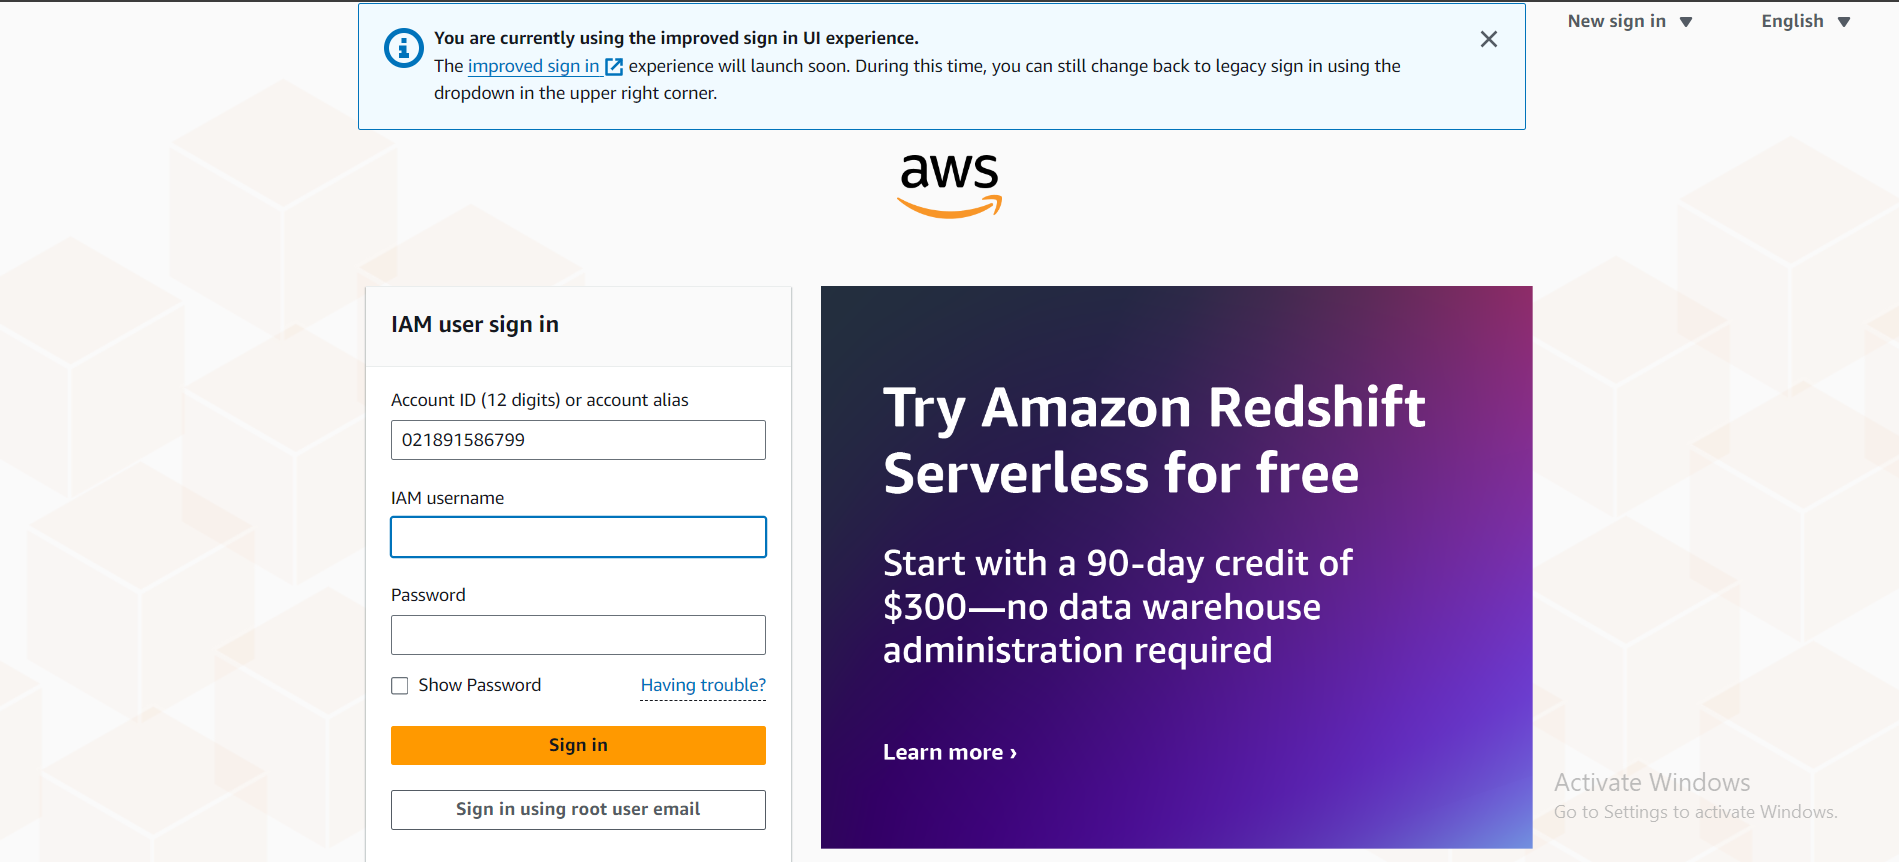 New sign in
English
You are currently using the improved sign in UI experience.
The improved sign in experience will launch soon. During this time, you can still change back to legacy sign in using the
dropdown in the upper right corner.
aws
IAM user sign in
Account ID (12 digits) or account alias
021891586799
IAM username
Password
Show Password
Having trouble?
Sign in
Sign in using root user email
Try Amazon Redshift
Serverless for free
Start with a 90-day credit of
$300—no data warehouse
administration required
Learn more ›
Activate Windows
Go to Settings to activate Windows.